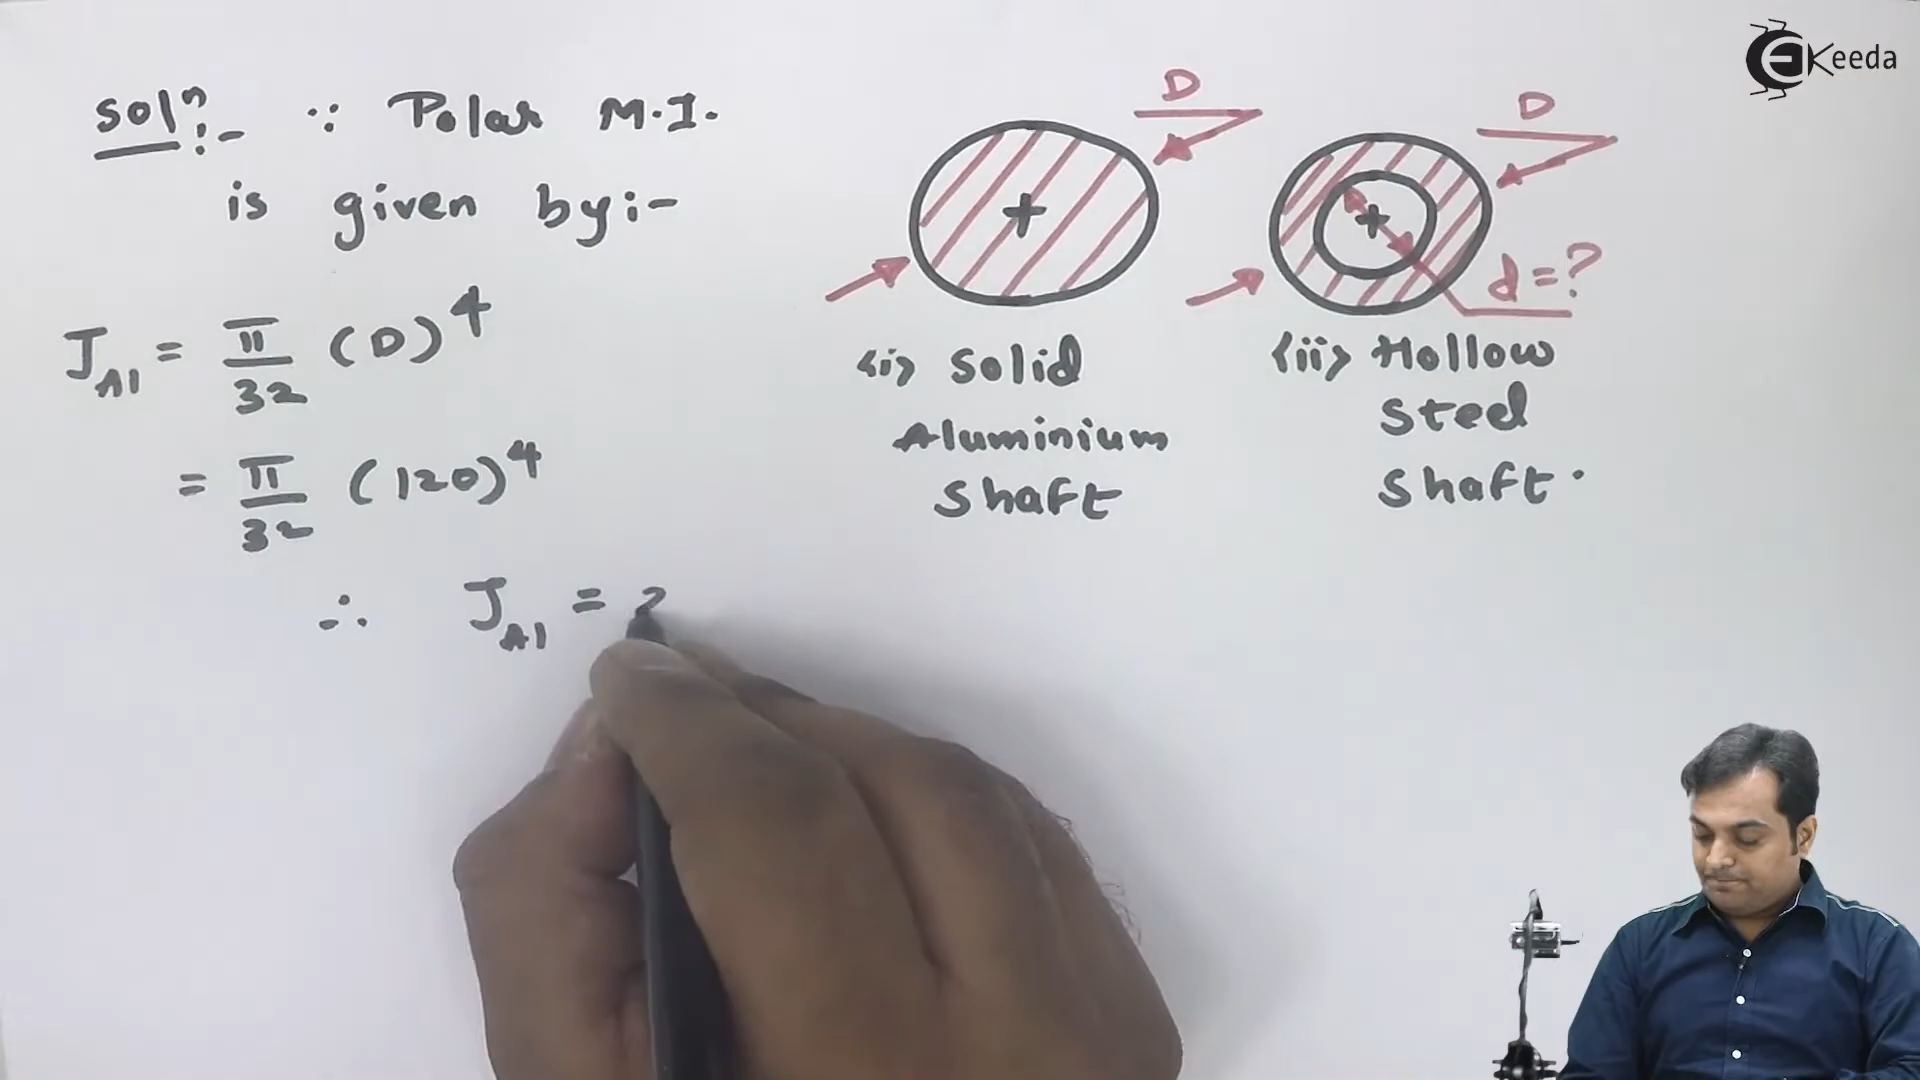 Soln:- ∵ Polar M.I.
is given by:-
J_Al = π/32 (D)^4
= π/32 (120)^4
∴ J_Al = 2
D
D
d=?
(i) Solid
Aluminium
Shaft
(ii) Hollow
Steel
Shaft.
EKeeda